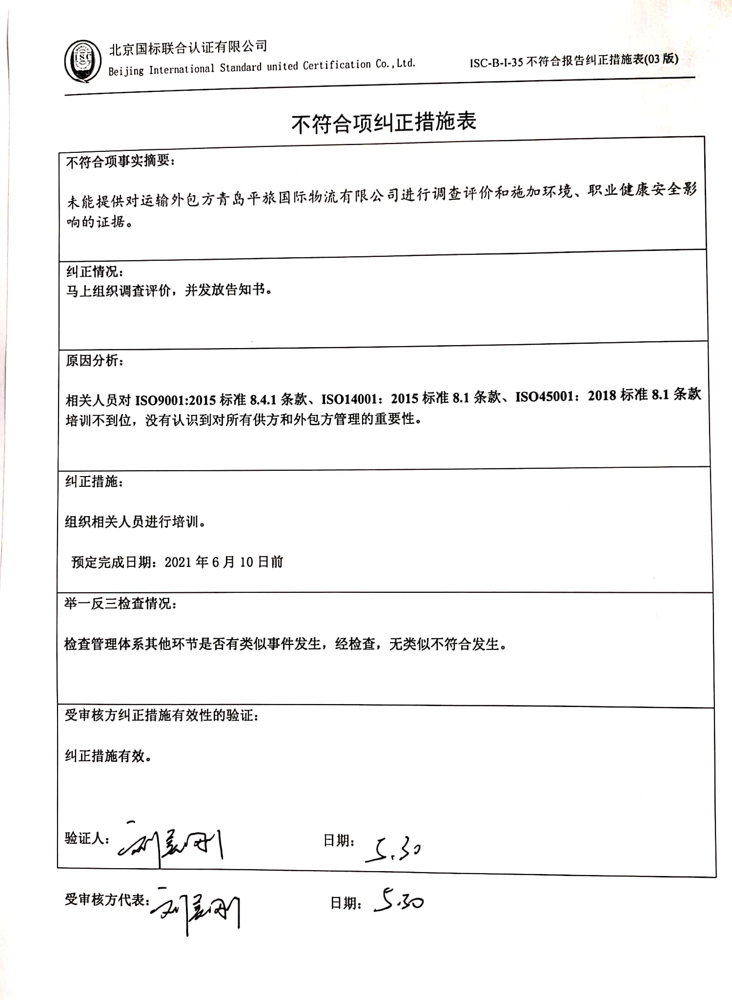 北京国标联合认证有限公司
Beijing International Standard united Certification Co.,Ltd.
ISC-B-I-35 不符合报告纠正措施表(03 版)
ISC
不符合项纠正措施表
不符合项事实摘要：
未能提供对运输外包方青岛平旅国际物流有限公司进行调查评价和施加环境、职业健康安全影
响的证据。
纠正情况：
马上组织调查评价，并发放告知书。
原因分析：
相关人员对 ISO9001:2015 标准 8.4.1 条款、ISO14001：2015 标准 8.1 条款、ISO45001：2018 标准 8.1 条款
培训不到位，没有认识到对所有供方和外包方管理的重要性。
纠正措施：
组织相关人员进行培训。
预定完成日期：2021 年 6 月 10 日前
举一反三检查情况：
检查管理体系其他环节是否有类似事件发生，经检查，无类似不符合发生。
受审核方纠正措施有效性的验证：
纠正措施有效。
验证人： 日期： 5.30
受审核方代表： 日期： 5.30